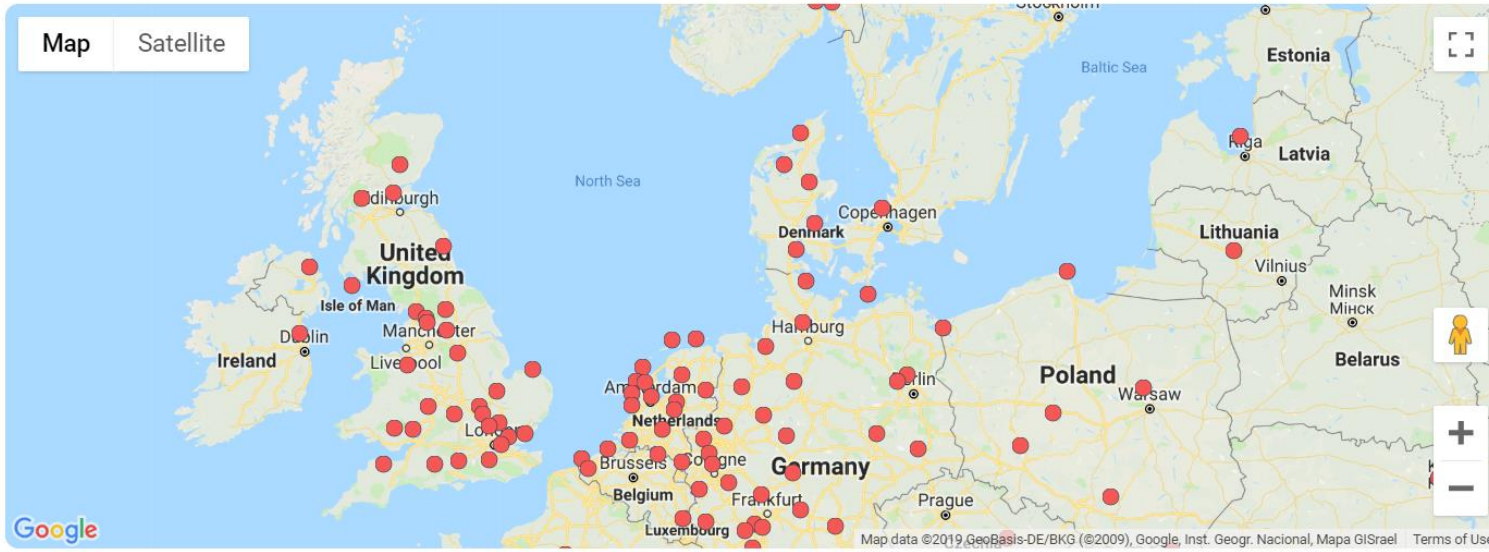 Map
Satellite
Stockholm
Estonia
Baltic Sea
Riga
Latvia
North Sea
Edinburgh
Copenhagen
Denmark
Lithuania
Vilnius
United
Kingdom
Isle of Man
Minsk
Мінск
Dublin
Manchester
Hamburg
Ireland
Liverpool
Belarus
Amsterdam
Berlin
Poland
Warsaw
Netherlands
London
Brussels
Cologne
Germany
Belgium
Frankfurt
Prague
Luxembourg
Czechia
Google
Map data ©2019 GeoBasis-DE/BKG (©2009), Google, Inst. Geogr. Nacional, Mapa GISrael
Terms of Use